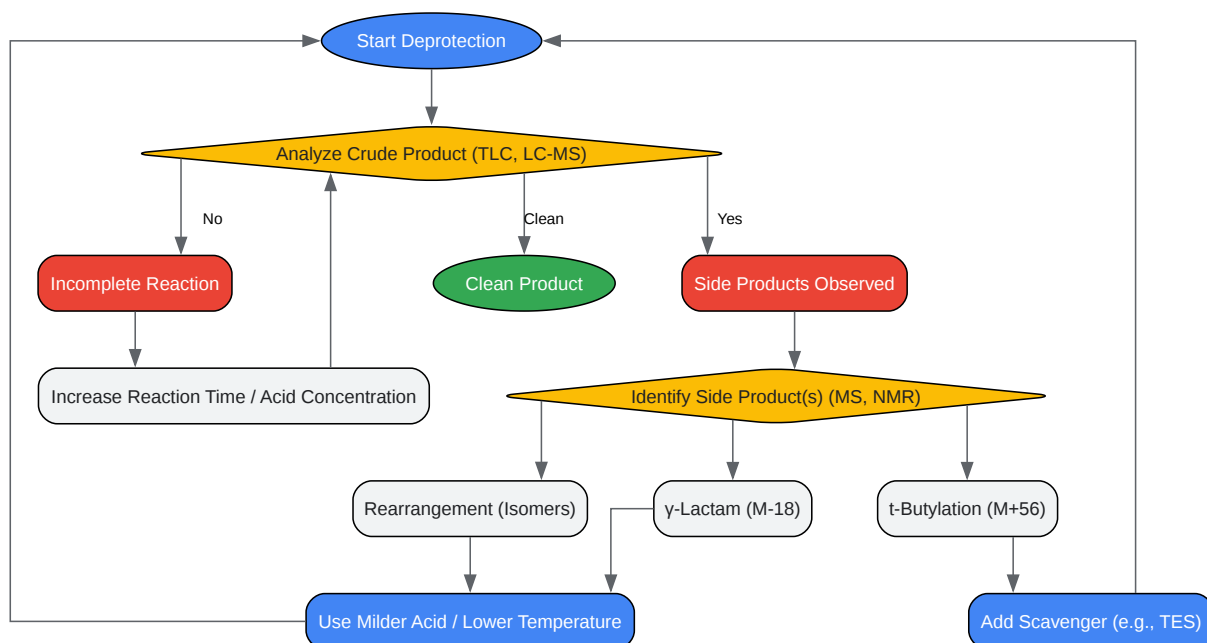 Start Deprotection
Analyze Crude Product (TLC, LC-MS)
No
Clean
Yes
Incomplete Reaction
Clean Product
Side Products Observed
Increase Reaction Time / Acid Concentration
Identify Side Product(s) (MS, NMR)
Rearrangement (Isomers)
γ-Lactam (M-18)
t-Butylation (M+56)
Use Milder Acid / Lower Temperature
Add Scavenger (e.g., TES)